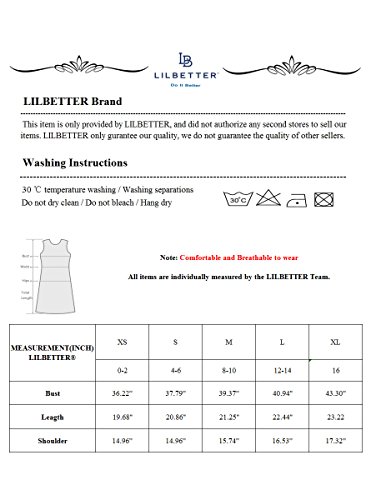 LB
LILBETTER®
Do It Better
LILBETTER Brand
This item is only provided by LILBETTER, and did not authorize any second stores to sell our
items. LILBETTER only gurantee our quality, we do not guarantee the quality of other sellers.
Washing Instructions
30 ℃ temperature washing / Washing separations
Do not dry clean / Do not bleach / Hang dry
30℃
Bust
Waist
Hip
Total
Length
Note: Comfortable and Breathable to wear
All items are individually measured by the LILBETTER Team.
MEASUREMENT(INCH) XS S M L XL
LILBETTER® 0-2 4-6 8-10 12-14 16
Bust 36.22" 37.79" 39.37" 40.94" 43.30"
Leagth 19.68" 20.86" 21.25" 22.44" 23.22
Shoulder 14.96" 14.96" 15.74" 16.53" 17.32"